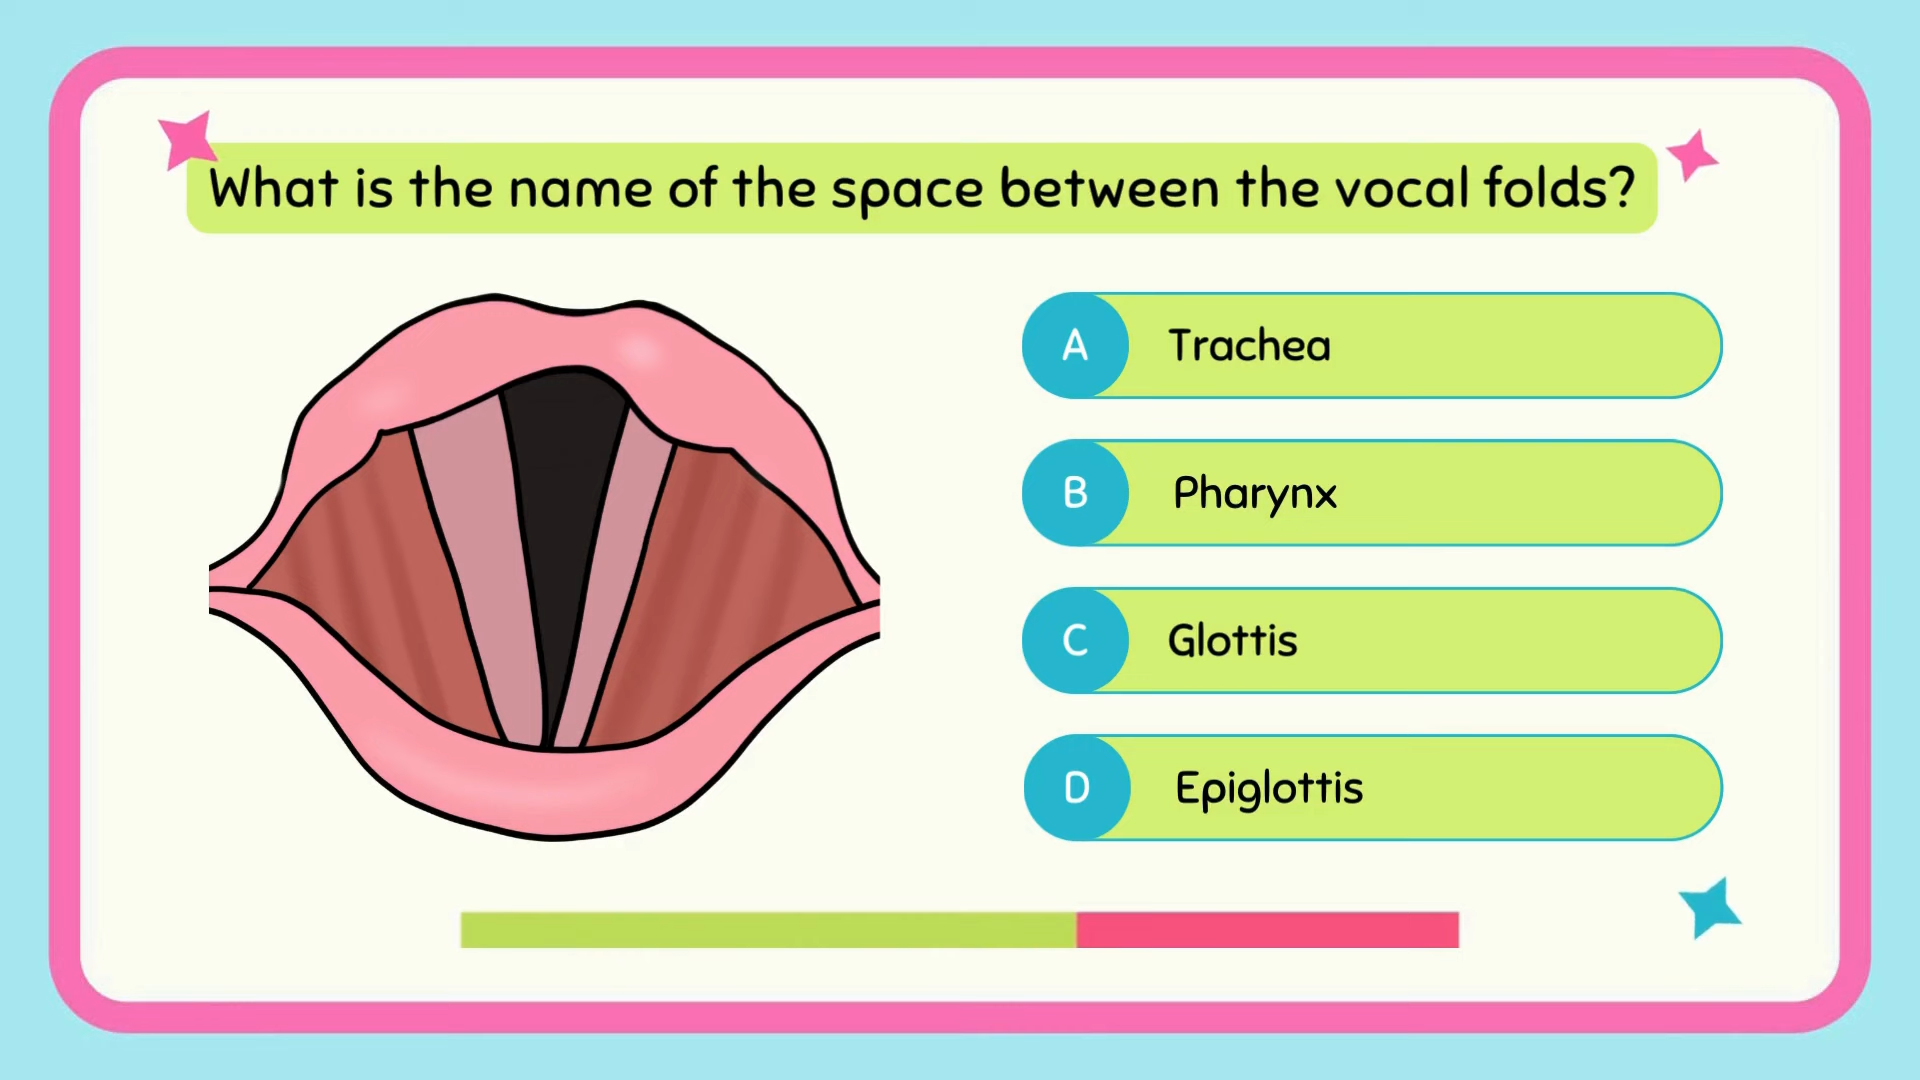 What is the name of the space between the vocal folds?
A Trachea
B Pharynx
C Glottis
D Epiglottis